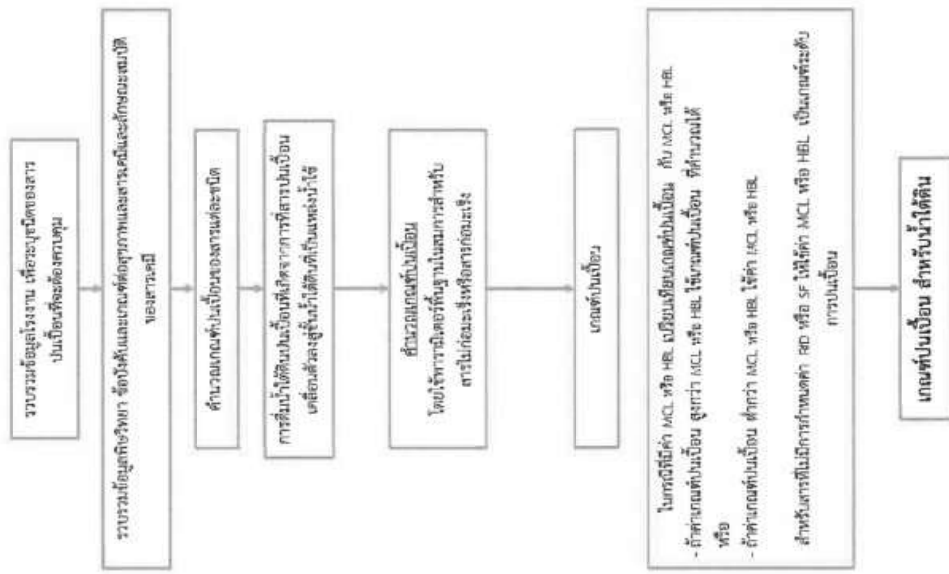 รวบรวมข้อมูลโรงงาน เพื่อระบุชนิดของสาร
ปนเปื้อนที่จะต้องควบคุม
รวบรวมข้อมูลพิษวิทยา ข้อบังคับและเกณฑ์ต่อสุขภาพและสารเคมีและลักษณะสมบัติ
ของสารเคมี
คำนวณเกณฑ์ปนเปื้อนของสารแต่ละชนิด
การดื่มน้ำใต้ดินปนเปื้อนที่เกิดจากการที่สารปนเปื้อน
เคลื่อนตัวลงสู่ชั้นน้ำใต้ดินที่เป็นแหล่งน้ำใช้
คำนวณเกณฑ์ปนเปื้อน
โดยใช้พารามิเตอร์พื้นฐานในสมการสำหรับ
สารไม่ก่อมะเร็งหรือสารก่อมะเร็ง
เกณฑ์ปนเปื้อน
ในกรณีที่มีค่า MCL หรือ HBL เปรียบเทียบเกณฑ์ปนเปื้อน กับ MCL หรือ HBL
- ถ้าค่าเกณฑ์ปนเปื้อน สูงกว่า MCL หรือ HBL ใช้เกณฑ์ปนเปื้อน ที่คำนวณได้
หรือ
- ถ้าค่าเกณฑ์ปนเปื้อน ต่ำกว่า MCL หรือ HBL ใช้ค่า MCL หรือ HBL
สำหรับสารที่ไม่มีการกำหนดค่า RfD หรือ SF ให้ใช้ค่า MCL หรือ HBL เป็นเกณฑ์ระดับ
การปนเปื้อน
เกณฑ์ปนเปื้อน สำหรับน้ำใต้ดิน